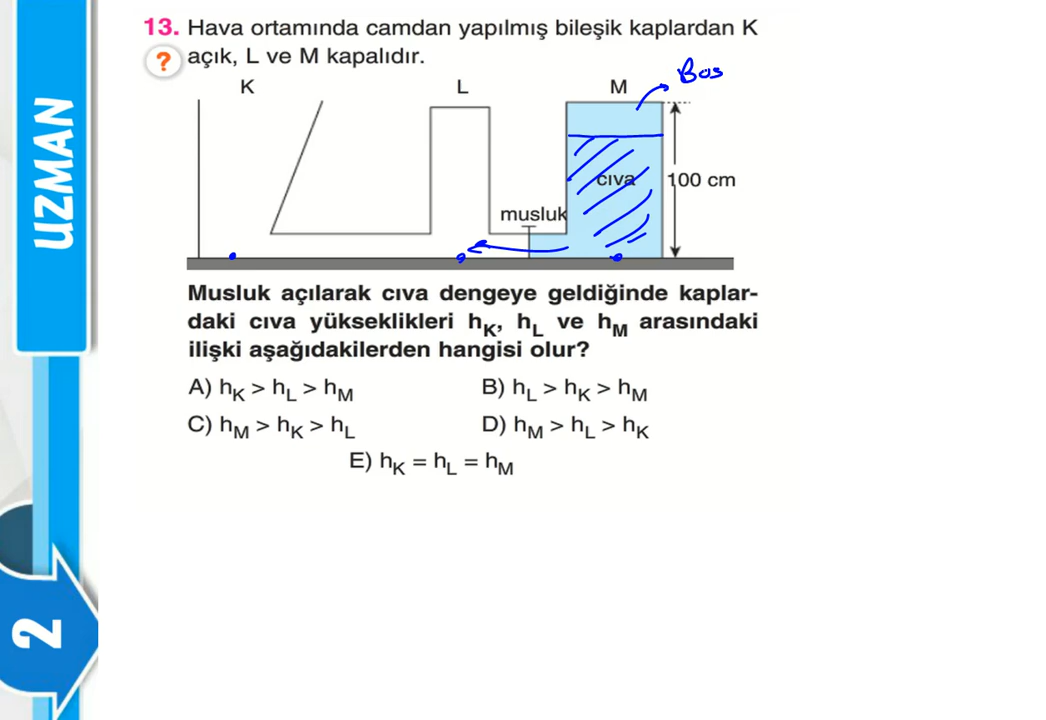 UZMAN
2
13. Hava ortamında camdan yapılmış bileşik kaplardan K
? açık, L ve M kapalıdır.
K L M Bos
cıva 100 cm
musluk
Musluk açılarak cıva dengeye geldiğinde kaplar-
daki cıva yükseklikleri hK, hL ve hM arasındaki
ilişki aşağıdakilerden hangisi olur?
A) hK > hL > hM B) hL > hK > hM
C) hM > hK > hL D) hM > hL > hK
E) hK = hL = hM